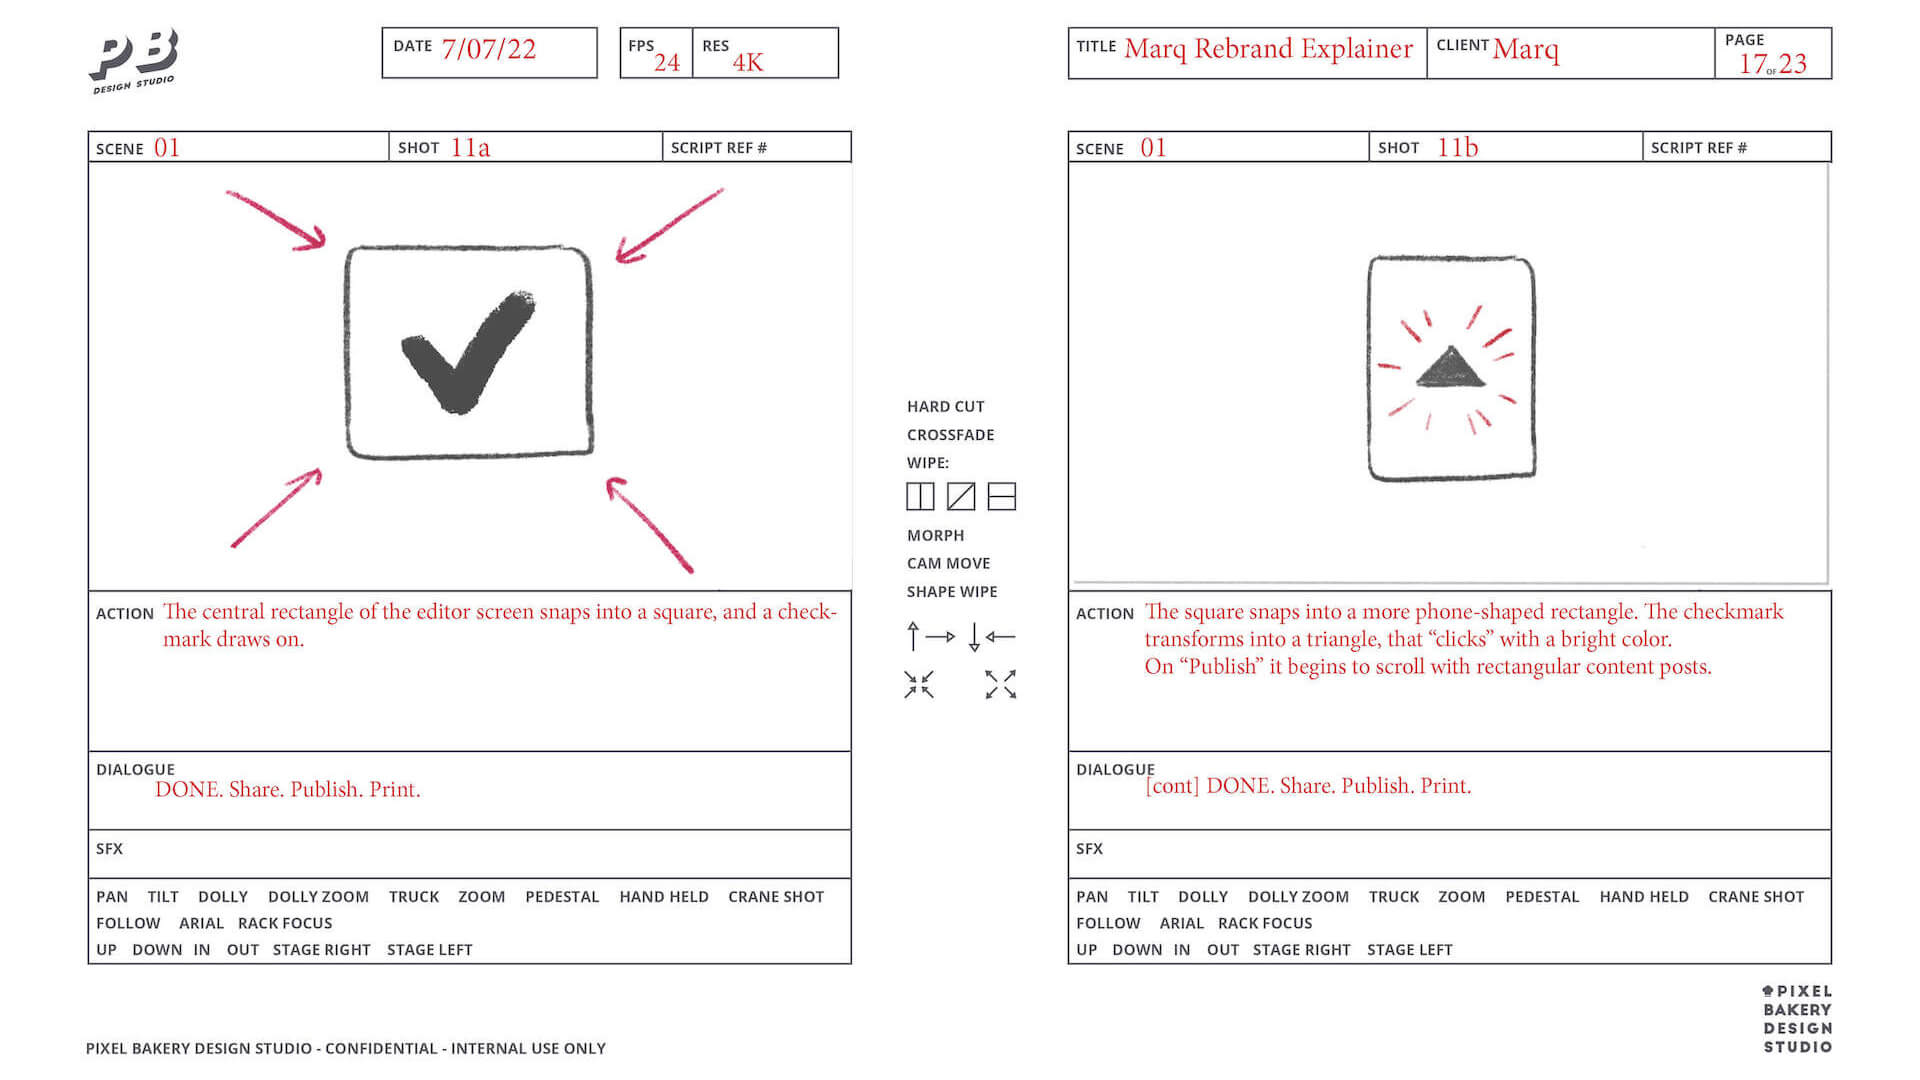 PB
DESIGN STUDIO
DATE 7/07/22
FPS 24
RES 4K
TITLE Marq Rebrand Explainer
CLIENT Marq
PAGE 17 OF 23
SCENE 01
SHOT 11a
SCRIPT REF #
ACTION The central rectangle of the editor screen snaps into a square, and a check-
mark draws on.
DIALOGUE
DONE. Share. Publish. Print.
SFX
PAN TILT DOLLY DOLLY ZOOM TRUCK ZOOM PEDESTAL HAND HELD CRANE SHOT
FOLLOW ARIAL RACK FOCUS
UP DOWN IN OUT STAGE RIGHT STAGE LEFT
HARD CUT
CROSSFADE
WIPE:
MORPH
CAM MOVE
SHAPE WIPE
SCENE 01
SHOT 11b
SCRIPT REF #
ACTION The square snaps into a more phone-shaped rectangle. The checkmark
transforms into a triangle, that “clicks” with a bright color.
On “Publish” it begins to scroll with rectangular content posts.
DIALOGUE
[cont] DONE. Share. Publish. Print.
SFX
PAN TILT DOLLY DOLLY ZOOM TRUCK ZOOM PEDESTAL HAND HELD CRANE SHOT
FOLLOW ARIAL RACK FOCUS
UP DOWN IN OUT STAGE RIGHT STAGE LEFT
PIXEL BAKERY DESIGN STUDIO - CONFIDENTIAL - INTERNAL USE ONLY
PIXEL
BAKERY
DESIGN
STUDIO